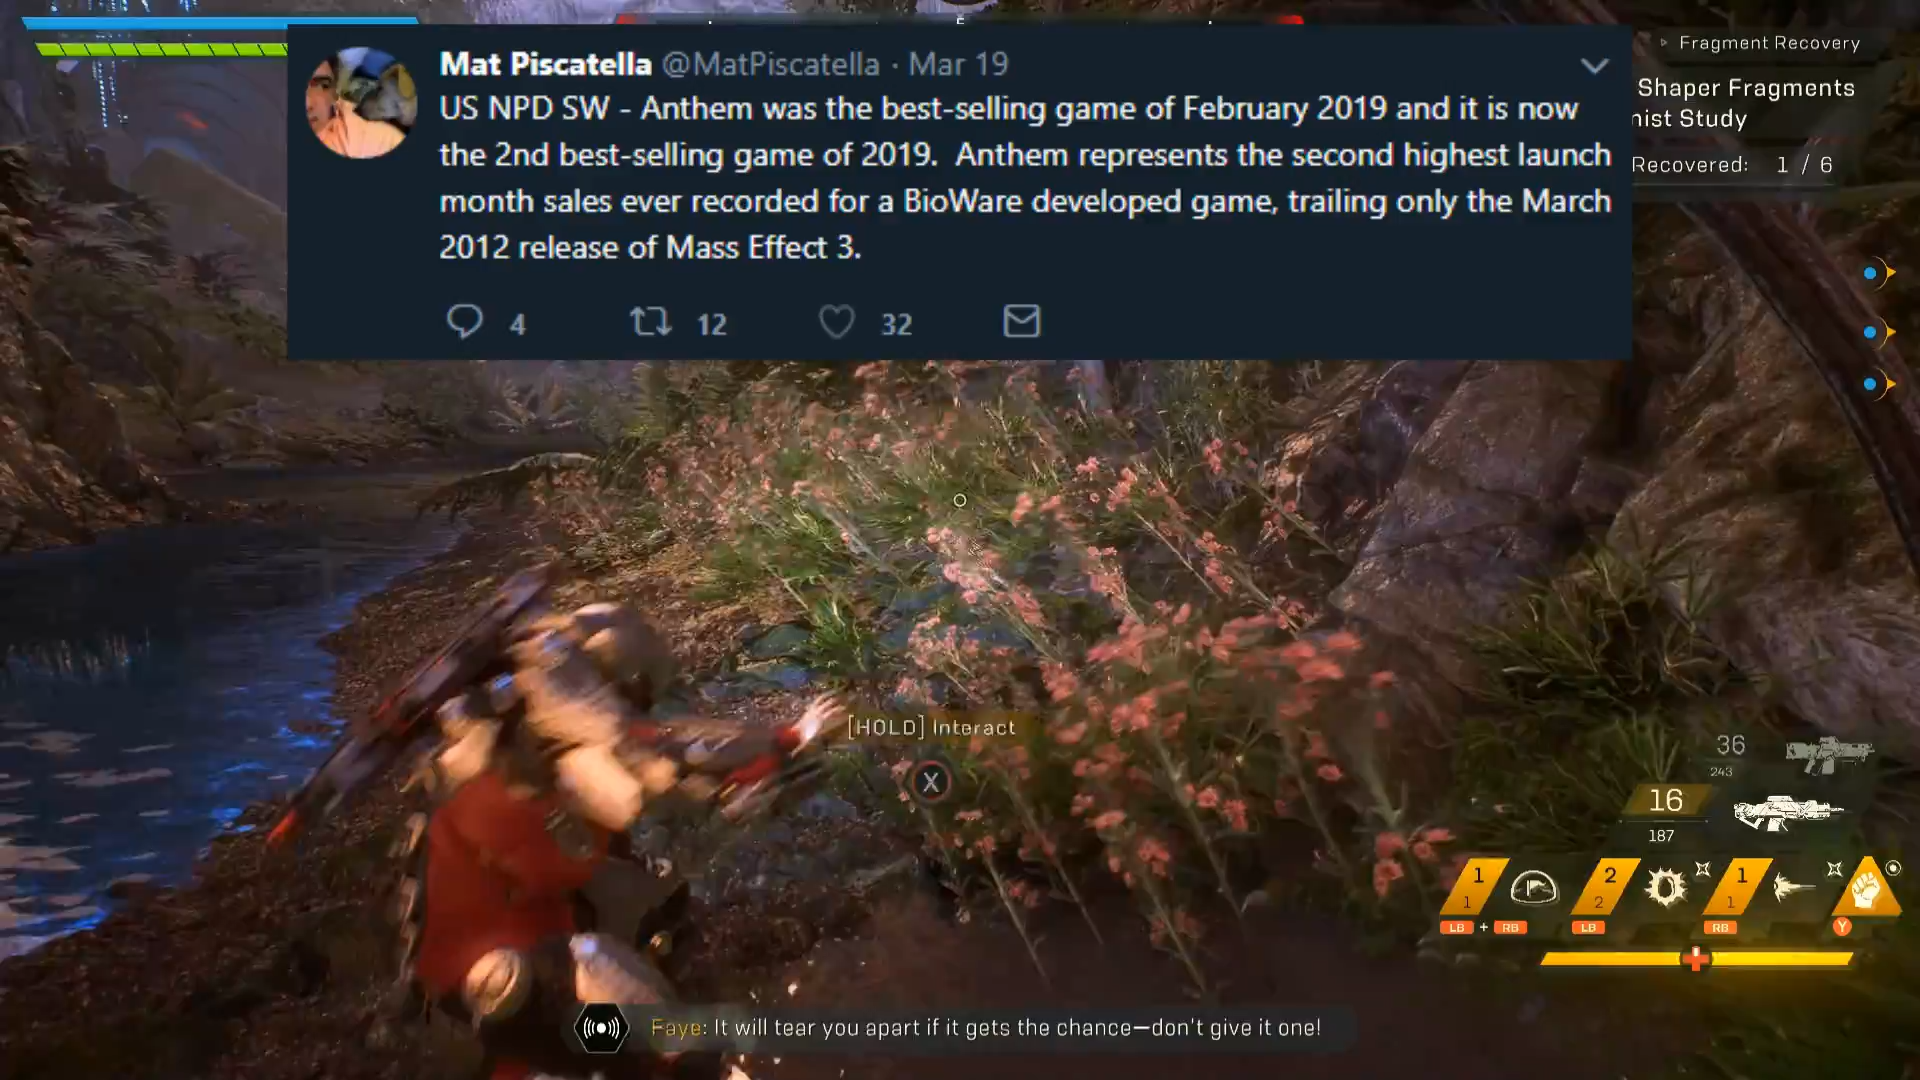 E
Fragment Recovery
Mat Piscatella @MatPiscatella · Mar 19
US NPD SW - Anthem was the best-selling game of February 2019 and it is now
the 2nd best-selling game of 2019.  Anthem represents the second highest launch
month sales ever recorded for a BioWare developed game, trailing only the March
2012 release of Mass Effect 3.
4 12 32
Shaper Fragments
Study
Recovered: 1 / 6
[HOLD] Interact
X
36
243
16
187
1 2 1
1 2 1
LB + RB LB RB Y
Faye: It will tear you apart if it gets the chance—don't give it one!